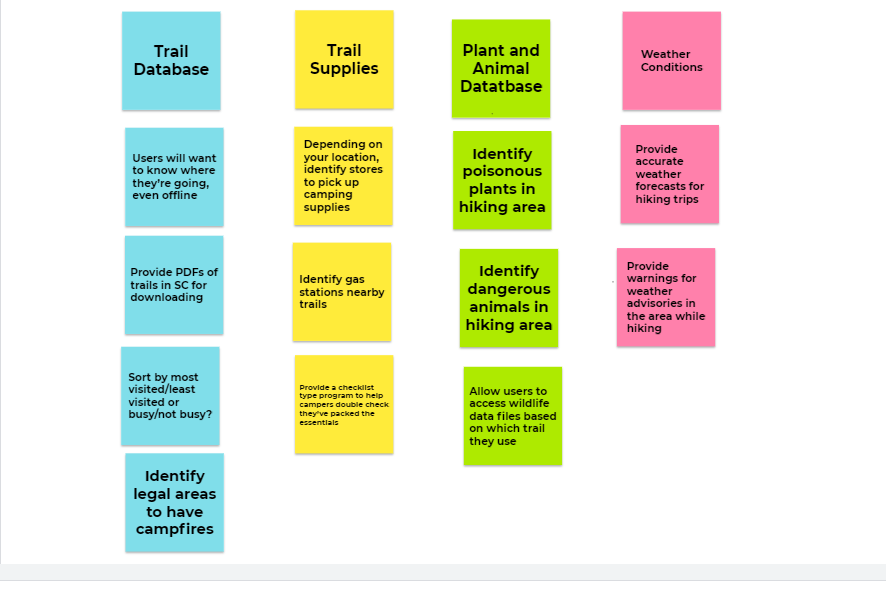 Trail
Database
Users will want
to know where
they're going,
even offline
Provide PDFs of
trails in SC for
downloading
Sort by most
visited/least
visited or
busy/not busy?
Identify
legal areas
to have
campfires
Trail
Supplies
Depending on
your location,
identify stores
to pick up
camping
supplies
Identify gas
stations nearby
trails
Provide a checklist
type program to help
campers double check
they've packed the
essentials
Plant and
Animal
Datatbase
Identify
poisonous
plants in
hiking area
Identify
dangerous
animals in
hiking area
Allow users to
access wildlife
data files based
on which trail
they use
Weather
Conditions
Provide
accurate
weather
forecasts for
hiking trips
Provide
warnings for
weather
advisories in
the area while
hiking